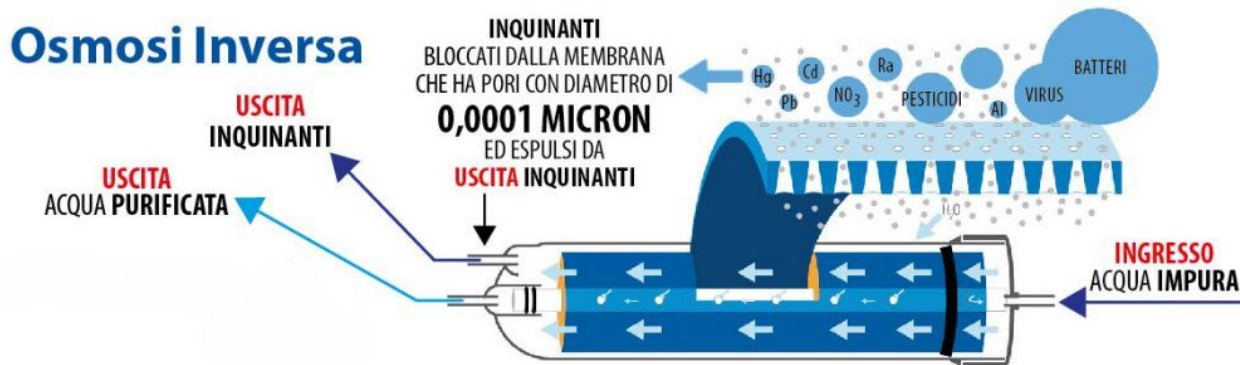 Osmosi Inversa
USCITA
INQUINANTI
USCITA
ACQUA PURIFICATA
INQUINANTI
BLOCCATI DALLA MEMBRANA
CHE HA PORI CON DIAMETRO DI
0,0001 MICRON
ED ESPULSI DA
USCITA INQUINANTI
Hg
Cd
Ra
Pb
NO3
PESTICIDI
Al
VIRUS
BATTERI
H2O
INGRESSO
ACQUA IMPURA